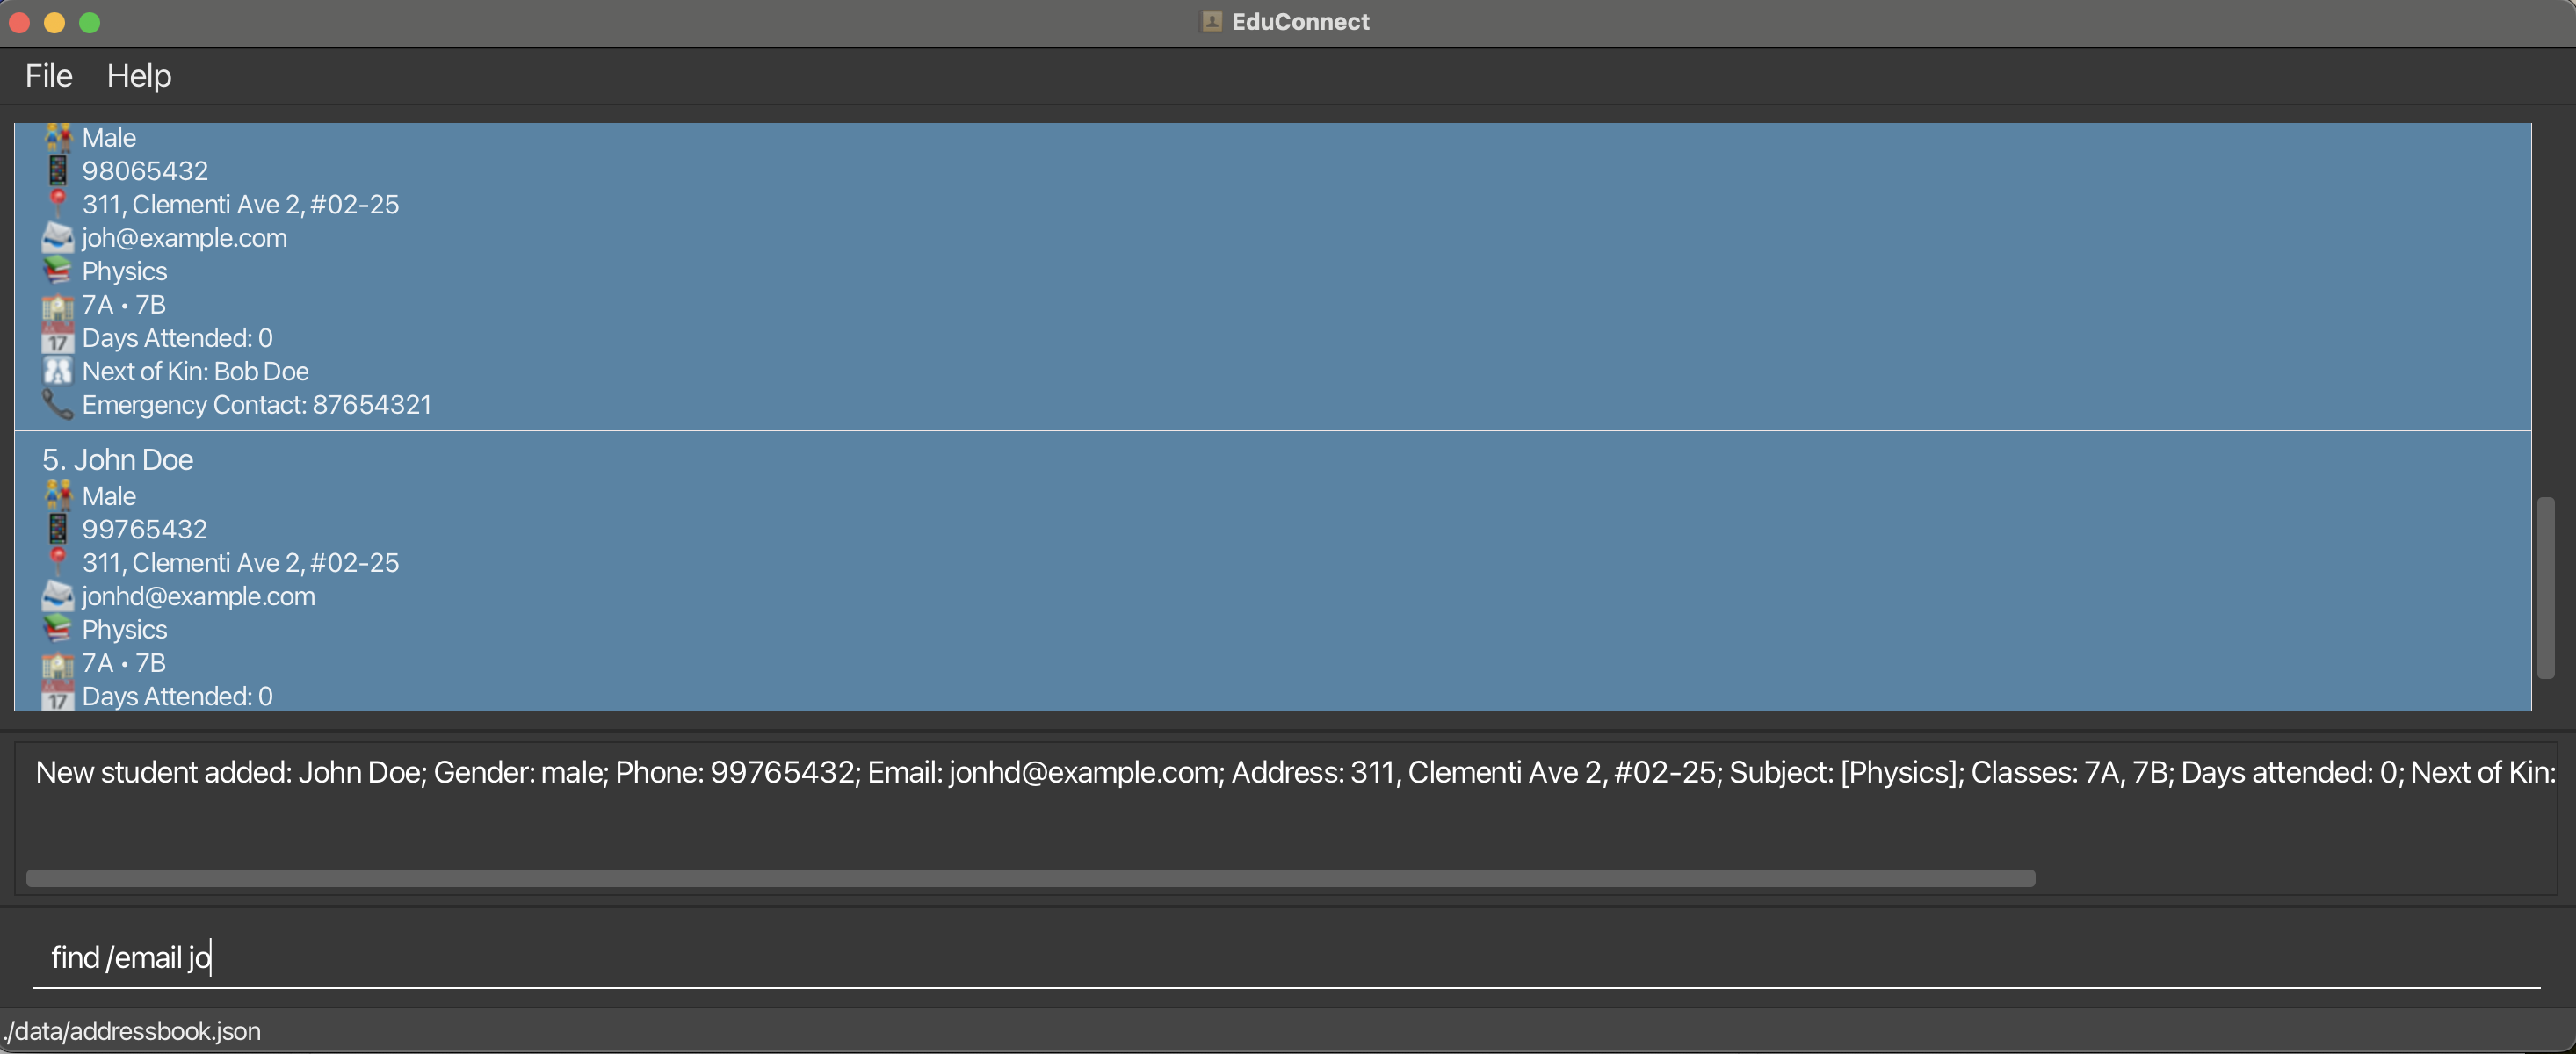 EduConnect
File Help
Male
98065432
311, Clementi Ave 2, #02-25
joh@example.com
Physics
7A • 7B
17 Days Attended: 0
Next of Kin: Bob Doe
Emergency Contact: 87654321
5. John Doe
Male
99765432
311, Clementi Ave 2, #02-25
jonhd@example.com
Physics
7A • 7B
17 Days Attended: 0
New student added: John Doe; Gender: male; Phone: 99765432; Email: jonhd@example.com; Address: 311, Clementi Ave 2, #02-25; Subject: [Physics]; Classes: 7A, 7B; Days attended: 0; Next of Kin:
find /email jo
./data/addressbook.json